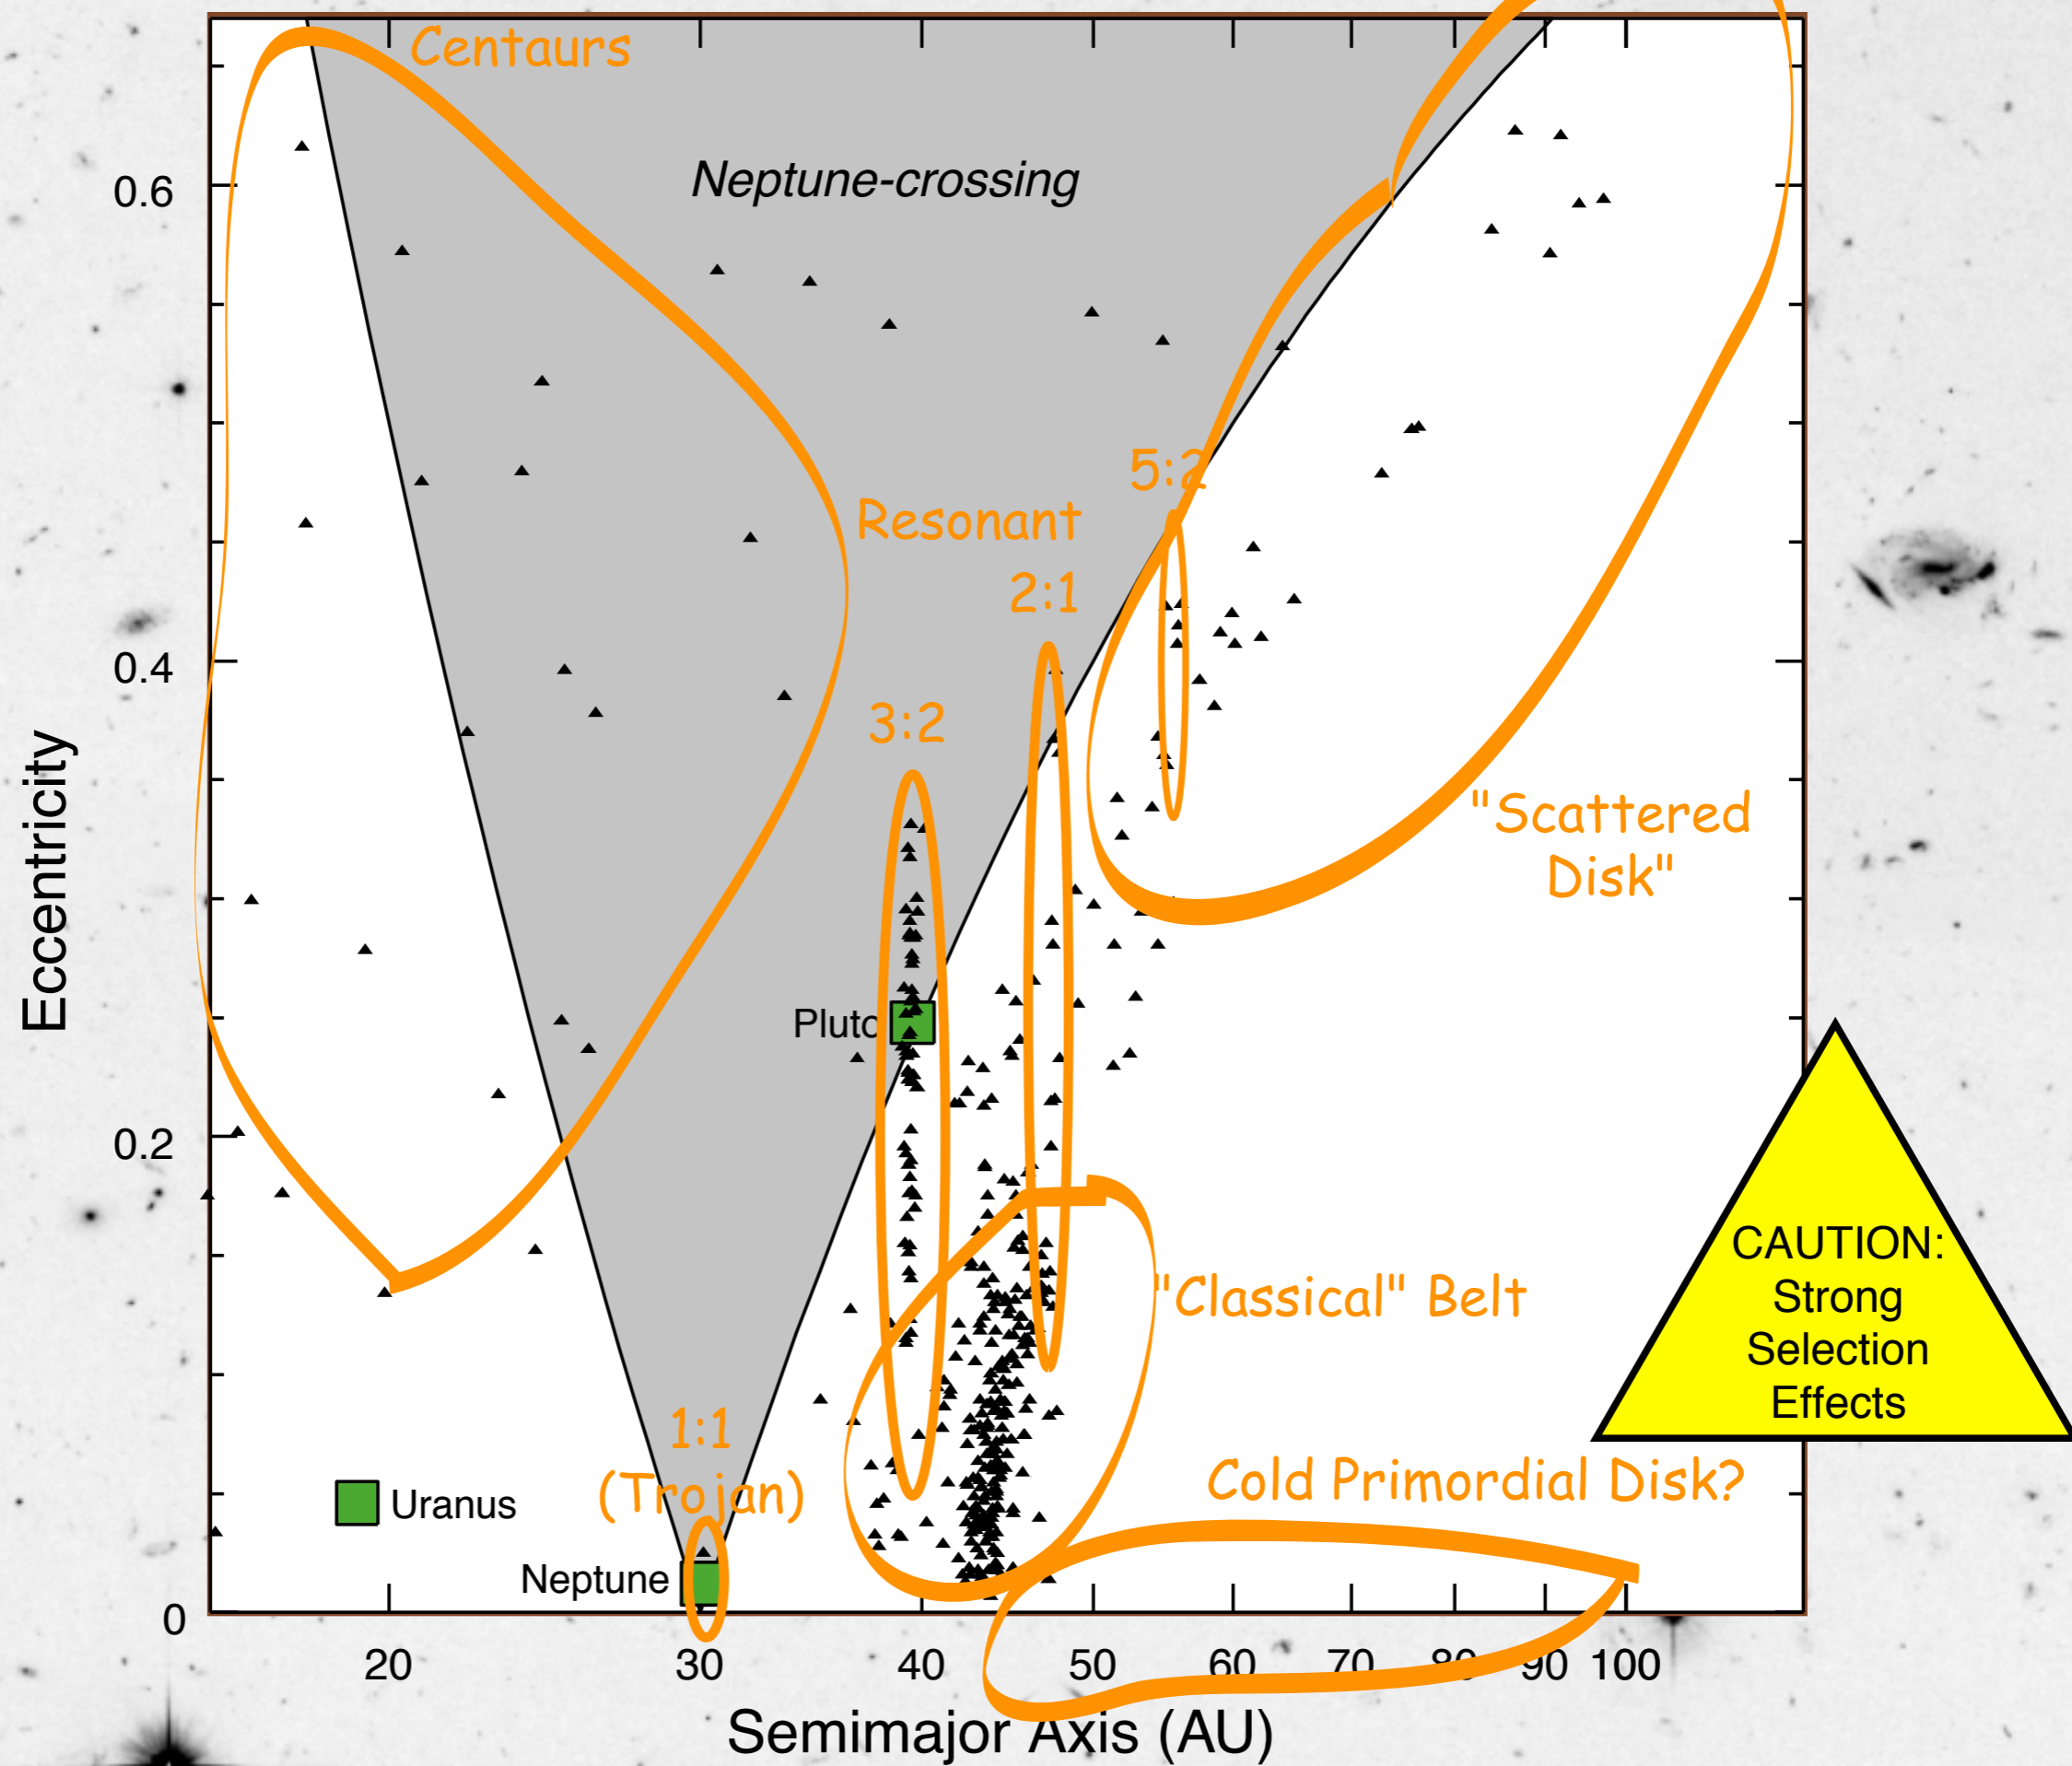 Centaurs
Neptune-crossing
0.6
5:2
Resonant
2:1
0.4
3:2
"Scattered
Disk"
Eccentricity
Pluto
0.2
CAUTION:
Strong
Selection
Effects
"Classical" Belt
1:1
(Trojan)
Cold Primordial Disk?
Uranus
Neptune
0
20 30 40 50 60 70 80 90 100
Semimajor Axis (AU)